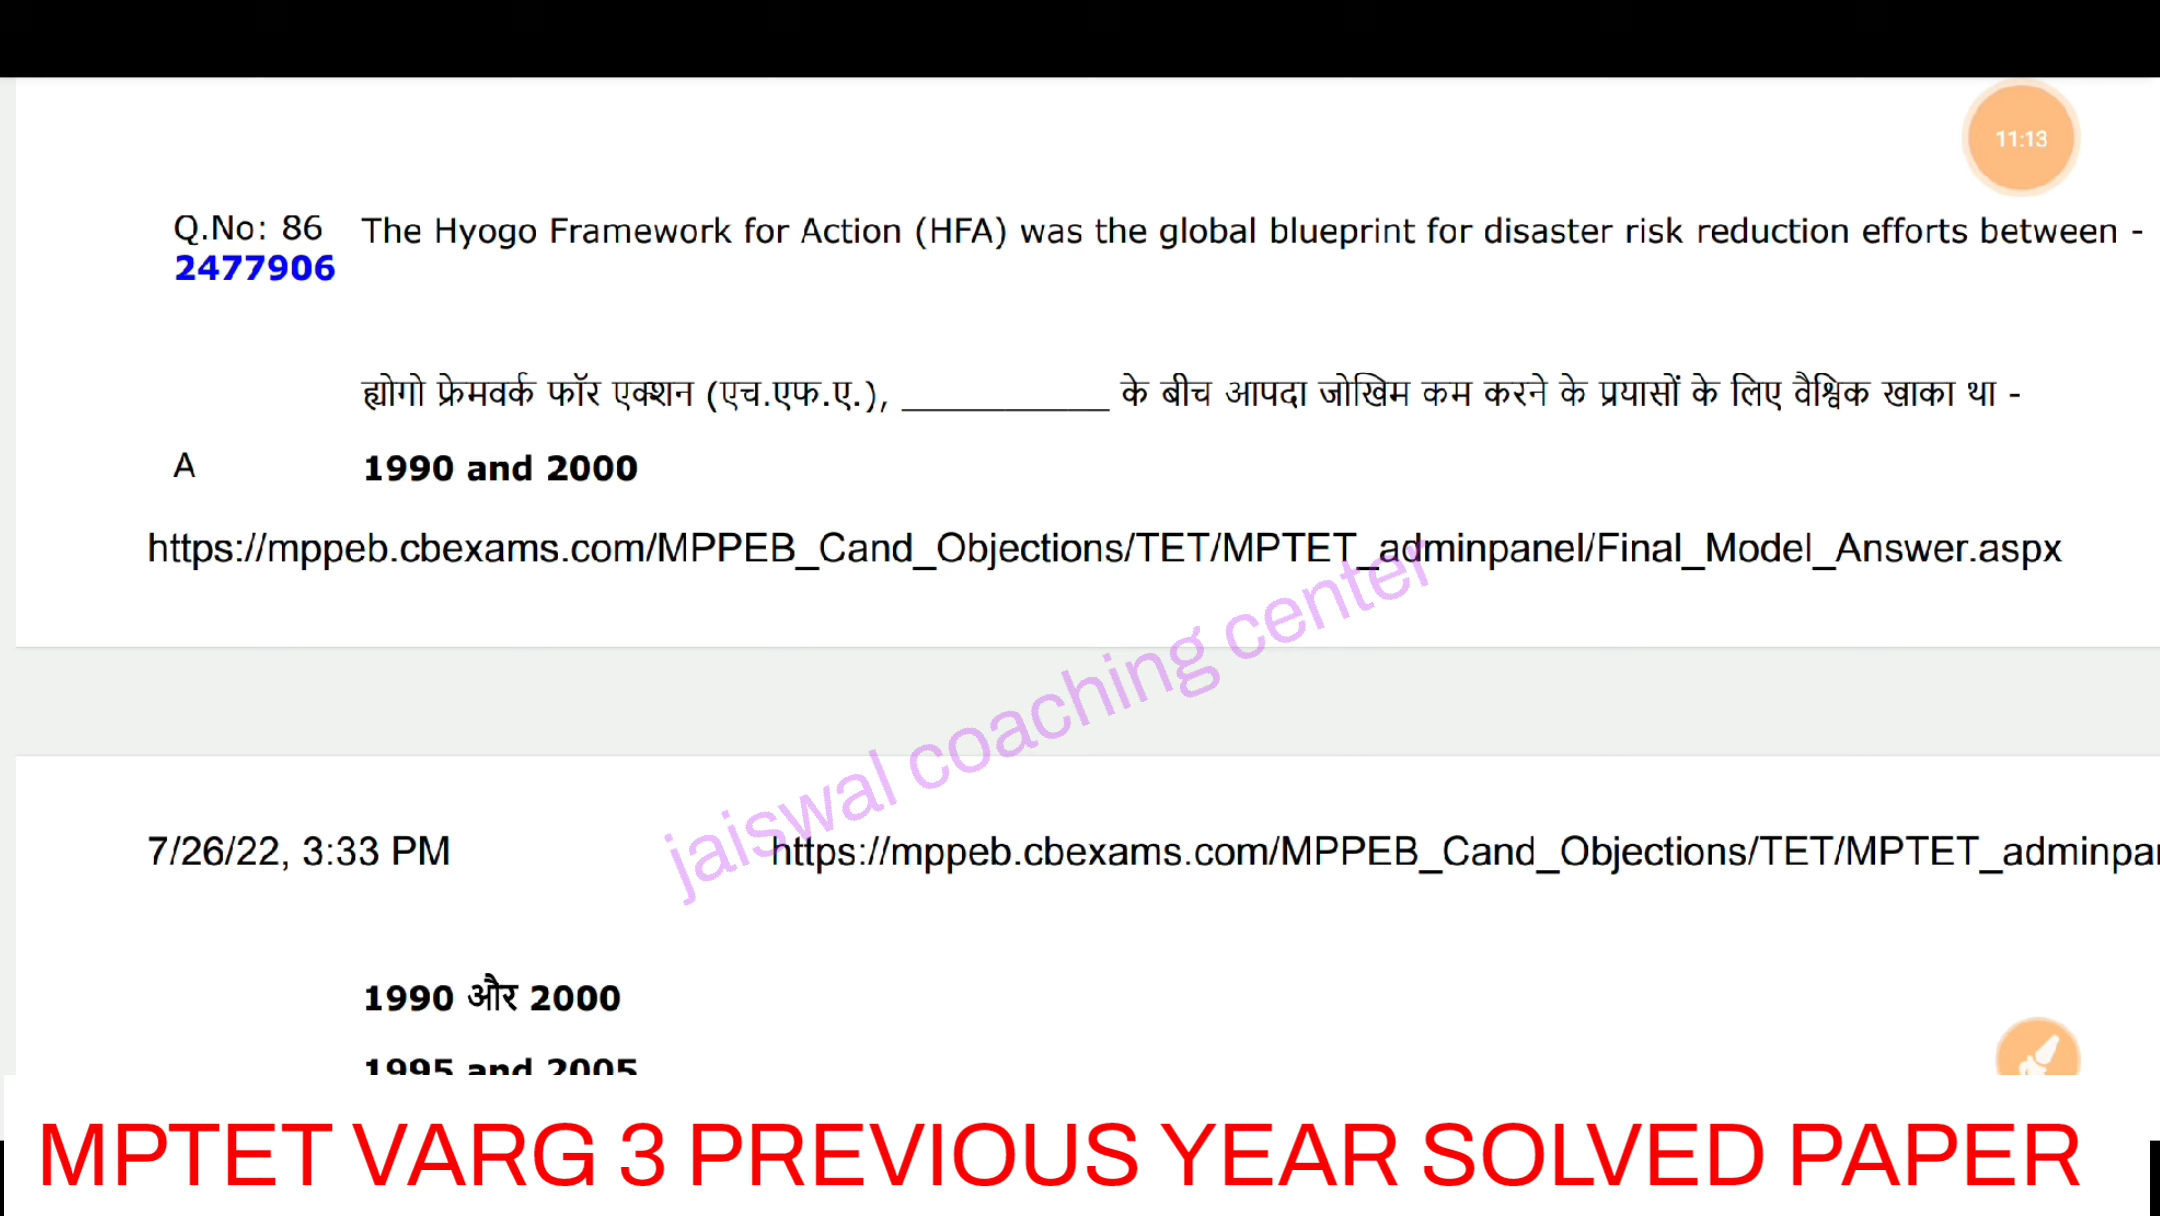 11:13
Q.No: 86 The Hyogo Framework for Action (HFA) was the global blueprint for disaster risk reduction efforts between -
2477906
ह्योगो फ्रेमवर्क फॉर एक्शन (एच.एफ.ए.), ___________ के बीच आपदा जोखिम कम करने के प्रयासों के लिए वैश्विक खाका था -
A 1990 and 2000
https://mppeb.cbexams.com/MPPEB_Cand_Objections/TET/MPTET_adminpanel/Final_Model_Answer.aspx
jaiswal coaching center
7/26/22, 3:33 PM https://mppeb.cbexams.com/MPPEB_Cand_Objections/TET/MPTET_adminpa
1990 और 2000
1995 and 2005
MPTET VARG 3 PREVIOUS YEAR SOLVED PAPER